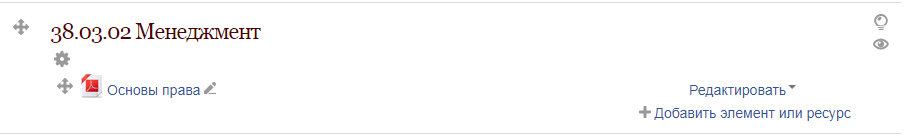 38.03.02 Менеджмент
Основы права
Редактировать
Добавить элемент или ресурс